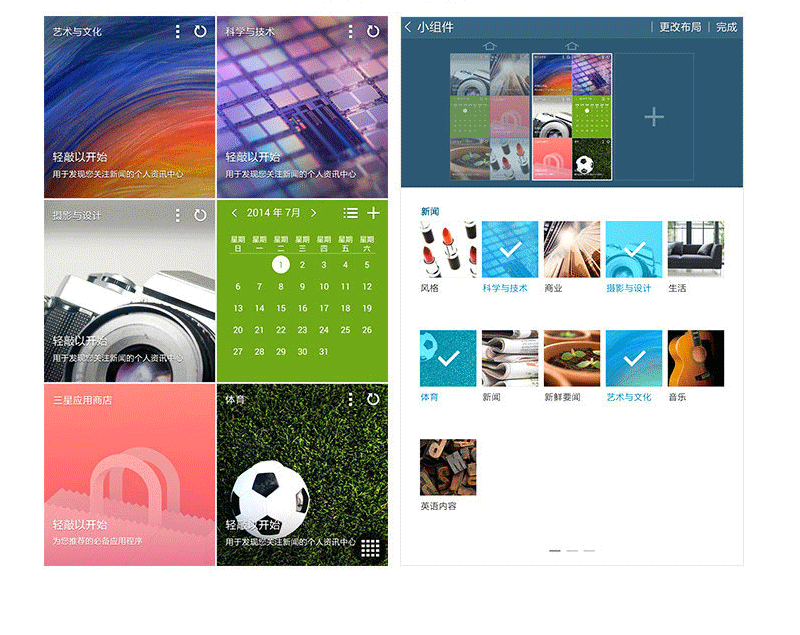 艺术与文化
科学与技术
轻敲以开始
用于发现您关注新闻的个人资讯中心
轻敲以开始
用于发现您关注新闻的个人资讯中心
摄影与设计
轻敲以开始
用于发现您关注新闻的个人资讯中心
2014 年 7月
星期日 星期一 星期二 星期三 星期四 星期五 星期六
1 2 3 4 5
6 7 8 9 10 11 12
13 14 15 16 17 18 19
20 21 22 23 24 25 26
27 28 29 30 31
三星应用商店
轻敲以开始
为您推荐的必备应用程序
体育
轻敲以开始
用于发现您关注新闻的个人资讯中心
小组件
更改布局
完成
新闻
风格 科学与技术 商业 摄影与设计 生活
体育 新闻 新鲜要闻 艺术与文化 音乐
英语内容